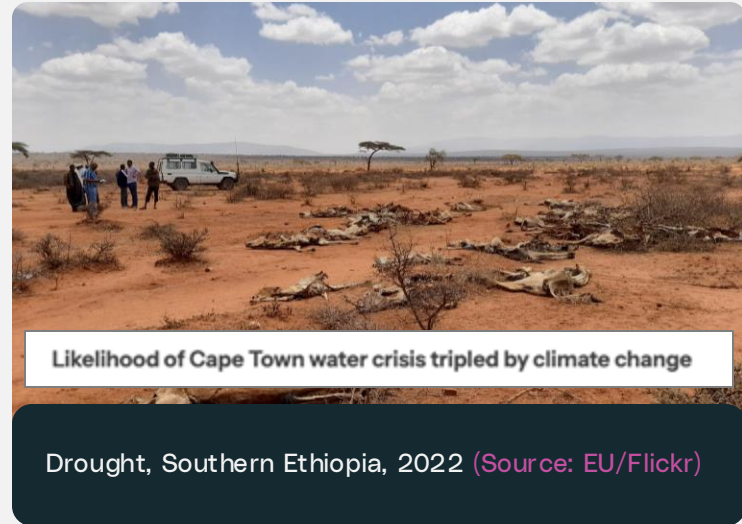 Likelihood of Cape Town water crisis tripled by climate change
Drought, Southern Ethiopia, 2022 (Source: EU/Flickr)